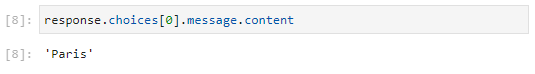 [8]: response.choices[0].message.content
[8]: 'Paris'